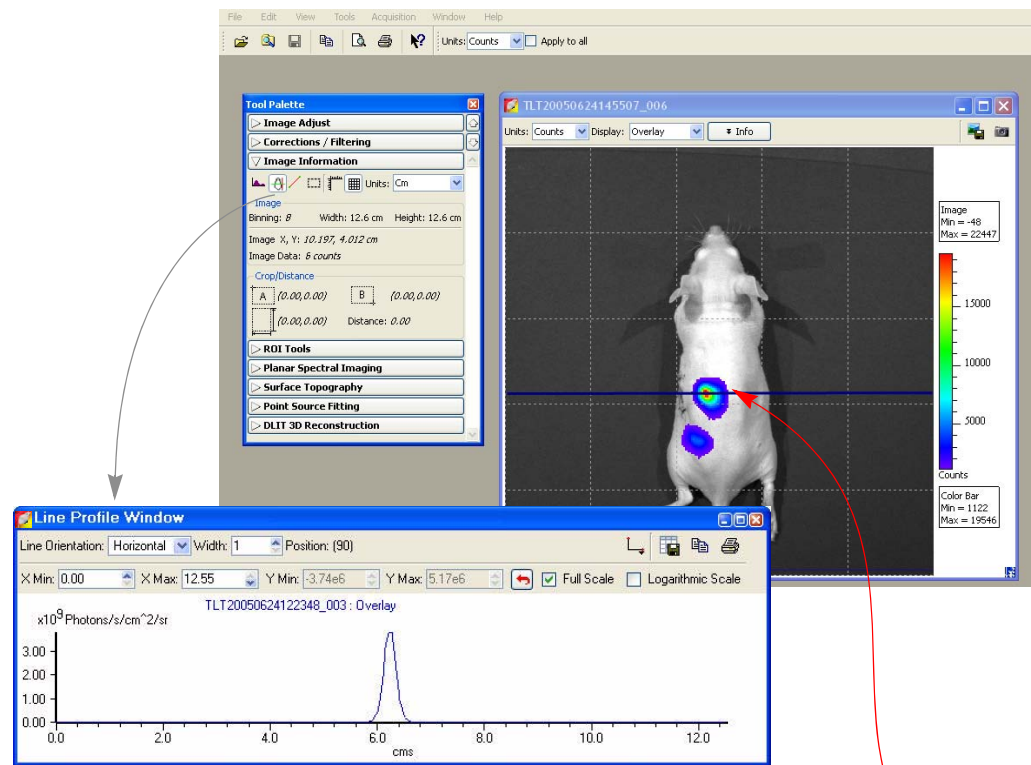 File Edit View Tools Acquisition Window Help
Units: Counts Apply to all
Tool Palette
Image Adjust
Corrections / Filtering
Image Information
Units: Cm
Image
Binning: 8 Width: 12.6 cm Height: 12.6 cm
Image X, Y: 10.197, 4.012 cm
Image Data: 6 counts
Crop/Distance
A (0.00,0.00) B (0.00,0.00)
(0.00,0.00) Distance: 0.00
ROI Tools
Planar Spectral Imaging
Surface Topography
Point Source Fitting
DLIT 3D Reconstruction
TLT20050624145507_006
Units: Counts Display: Overlay Info
Image
Min = -48
Max = 22447
15000
10000
5000
Counts
Color Bar
Min = 1122
Max = 19546
Line Profile Window
Line Orientation: Horizontal Width: 1 Position: (90)
X Min: 0.00 X Max: 12.55 Y Min: -3.74e6 Y Max: 5.17e6 Full Scale Logarithmic Scale
TLT20050624122348_003 : Overlay
x10^9 Photons/s/cm^2/sr
3.00
2.00
1.00
0.00
0.0 2.0 4.0 6.0 8.0 10.0 12.0
cms